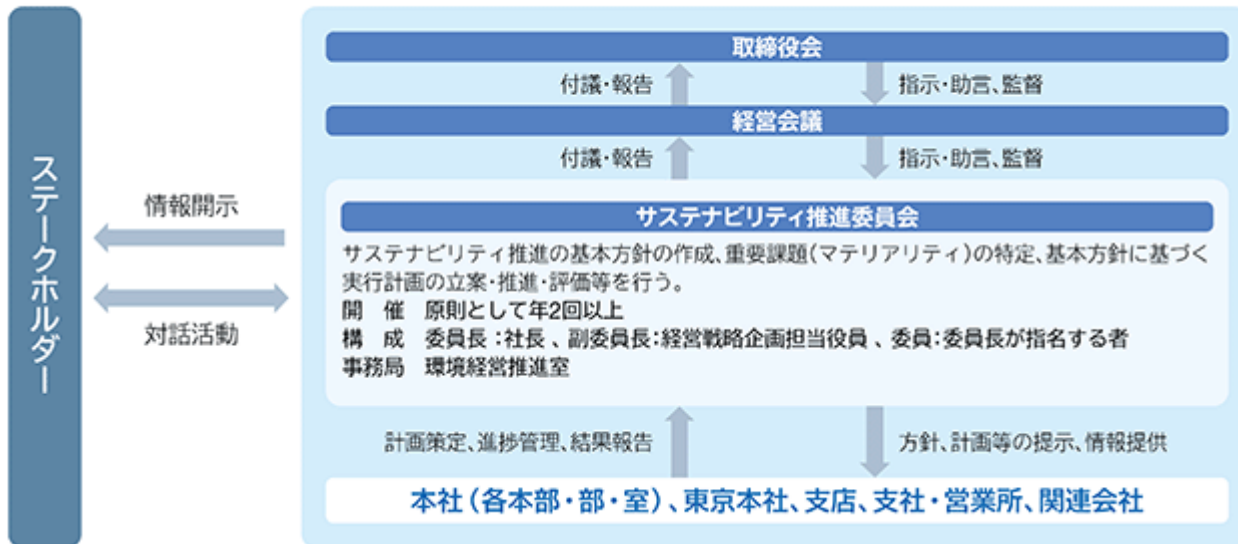 ステークホルダー
情報開示
対話活動
取締役会
付議・報告
指示・助言、監督
経営会議
付議・報告
指示・助言、監督
サステナビリティ推進委員会
サステナビリティ推進の基本方針の作成、重要課題(マテリアリティ)の特定、基本方針に基づく
実行計画の立案・推進・評価等を行う。
開　催　原則として年2回以上
構　成　委員長：社長 、副委員長：経営戦略企画担当役員 、委員：委員長が指名する者
事務局　環境経営推進室
計画策定、進捗管理、結果報告
方針、計画等の提示、情報提供
本社（各本部・部・室）、東京本社、支店、支社・営業所、関連会社